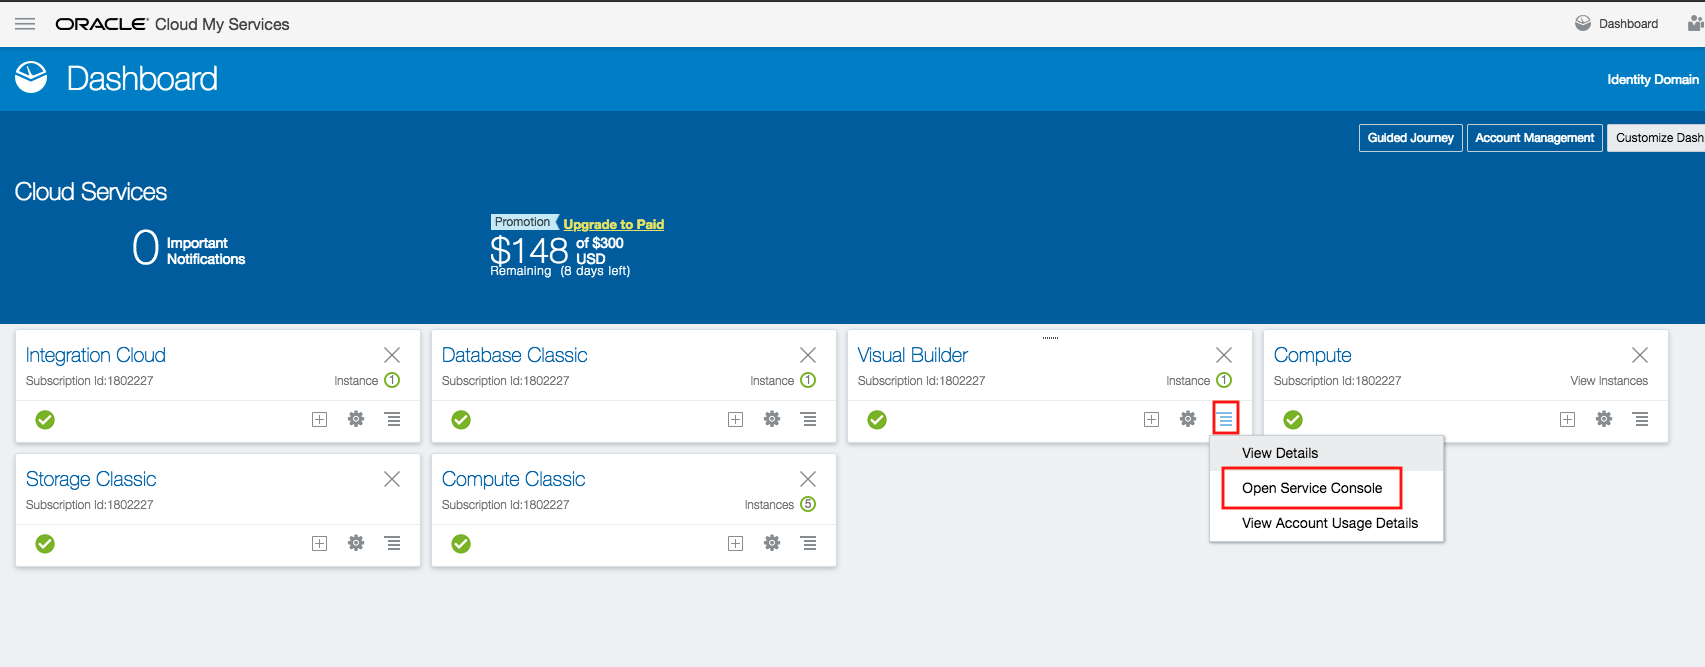 ORACLE® Cloud My Services
Dashboard
Dashboard
Identity Domain
Guided Journey
Account Management
Customize Dash
Cloud Services
0 Important Notifications
Promotion
Upgrade to Paid
$148 of $300 USD
Remaining (8 days left)
Integration Cloud
Subscription Id:1802227
Instance 1
Database Classic
Subscription Id:1802227
Instance 1
Visual Builder
Subscription Id:1802227
Instance 1
Compute
Subscription Id:1802227
View Instances
View Details
Open Service Console
View Account Usage Details
Storage Classic
Subscription Id:1802227
Compute Classic
Subscription Id:1802227
Instances 5